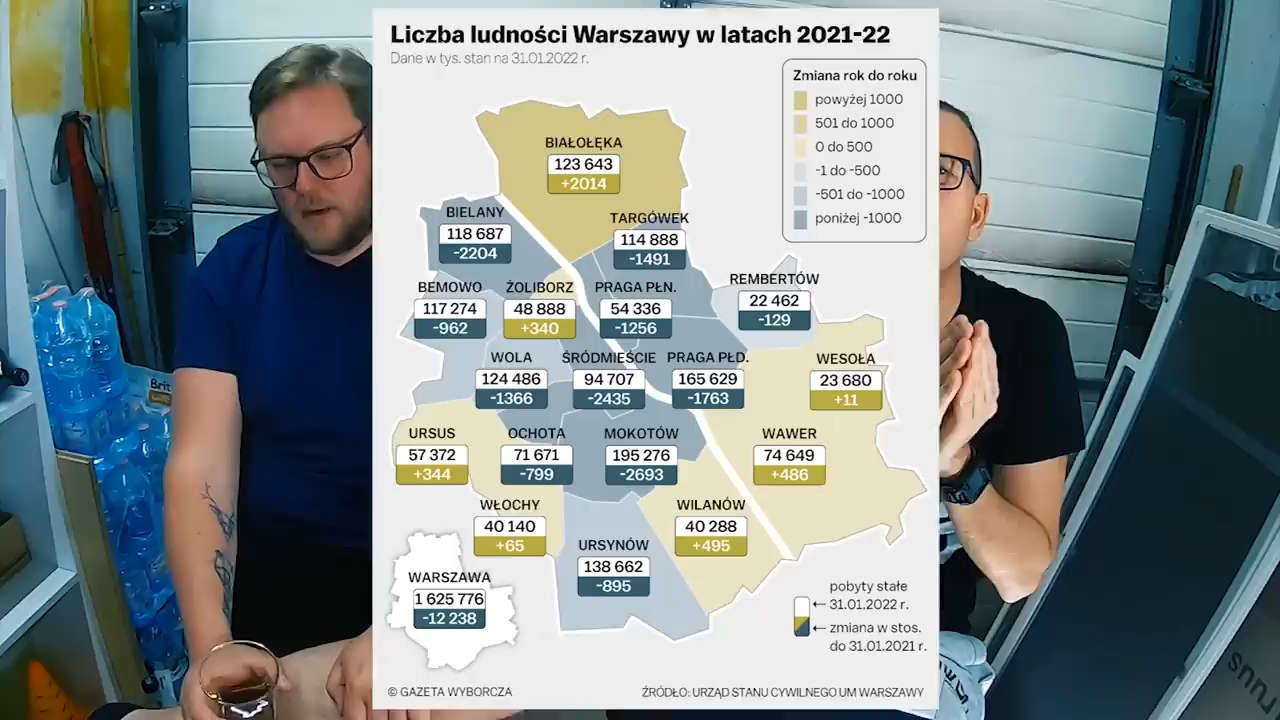 Liczba ludności Warszawy w latach 2021-22
Dane w tys. stan na 31.01.2022 r.
Zmiana rok do roku
powyżej 1000
501 do 1000
0 do 500
-1 do -500
-501 do -1000
poniżej -1000
BIAŁOŁĘKA
123 643
+2014
BIELANY
118 687
-2204
TARGÓWEK
114 888
-1491
BEMOWO
117 274
-962
ŻOLIBORZ
48 888
+340
PRAGA PŁN.
54 336
-1256
REMBERTÓW
22 462
-129
WOLA
124 486
-1366
ŚRÓDMIEŚCIE
94 707
-2435
PRAGA PŁD.
165 629
-1763
WESOŁA
23 680
+11
URSUS
57 372
+344
OCHOTA
71 671
-799
MOKOTÓW
195 276
-2693
WAWER
74 649
+486
WŁOCHY
40 140
+65
URSYNÓW
138 662
-895
WILANÓW
40 288
+495
WARSZAWA
1 625 776
-12 238
pobyty stałe
← 31.01.2022 r.
← zmiana w stos.
do 31.01.2021 r.
© GAZETA WYBORCZA
ŹRÓDŁO: URZĄD STANU CYWILNEGO UM WARSZAWY
Brit